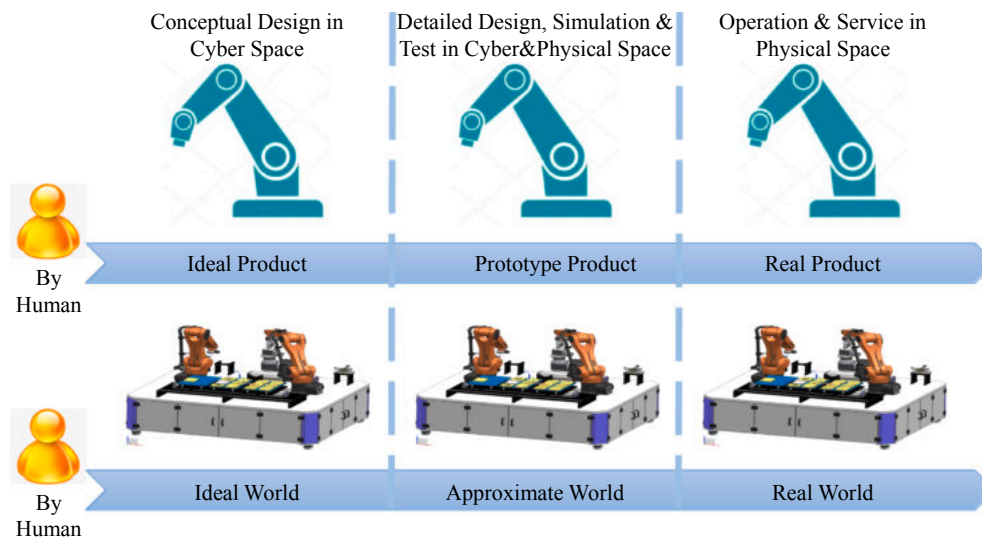 Conceptual Design in
Cyber Space
Detailed Design, Simulation &
Test in Cyber&Physical Space
Operation & Service in
Physical Space
By
Human
Ideal Product
Prototype Product
Real Product
By
Human
Ideal World
Approximate World
Real World